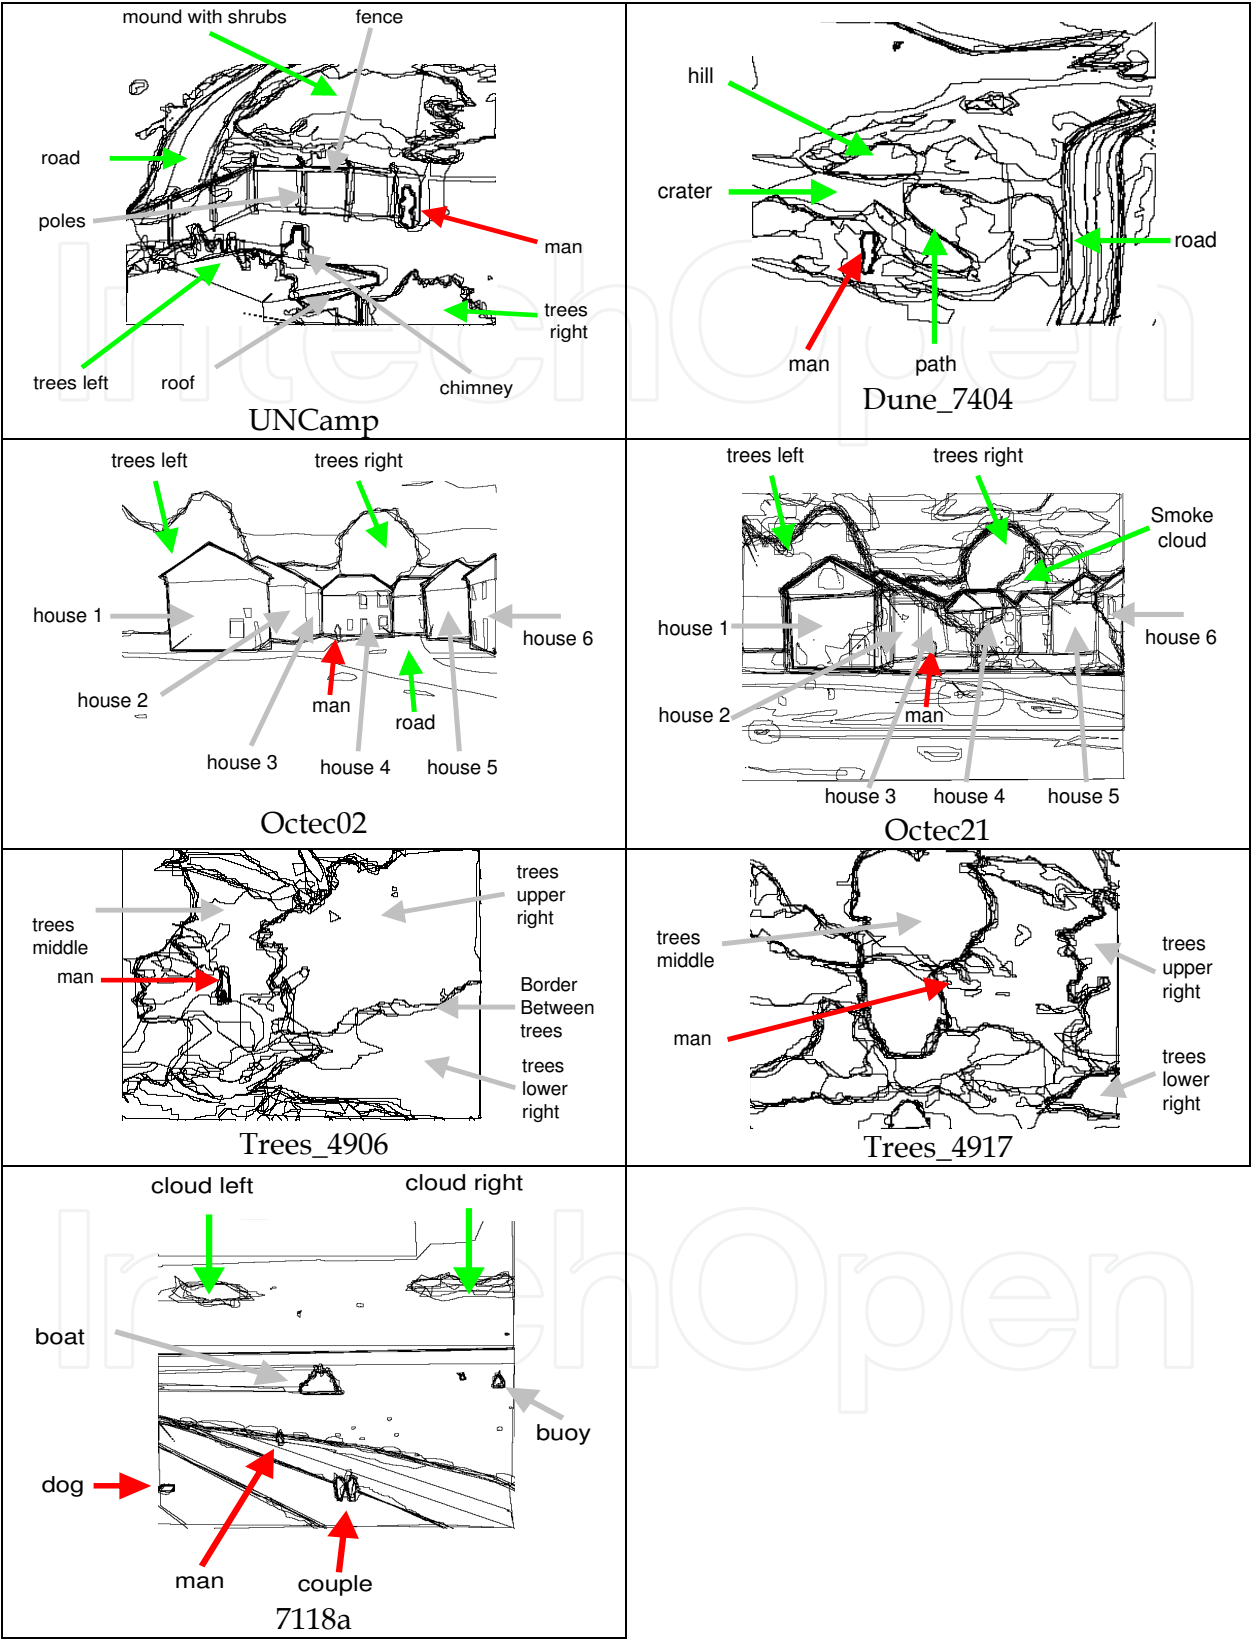 mound with shrubs
fence
road
poles
man
trees
right
trees left
roof
chimney
UNCamp
hill
crater
road
man
path
Dune_7404
trees left
trees right
house 1
house 2
man
road
house 6
house 3
house 4
house 5
Octec02
trees left
trees right
Smoke
cloud
house 1
house 6
house 2
man
house 3
house 4
house 5
Octec21
trees
upper
right
trees
middle
man
Border
Between
trees
trees
lower
right
Trees_4906
trees
middle
trees
upper
right
man
trees
lower
right
Trees_4917
cloud left
cloud right
boat
buoy
dog
man
couple
7118a
IntechOpen
IntechOpen